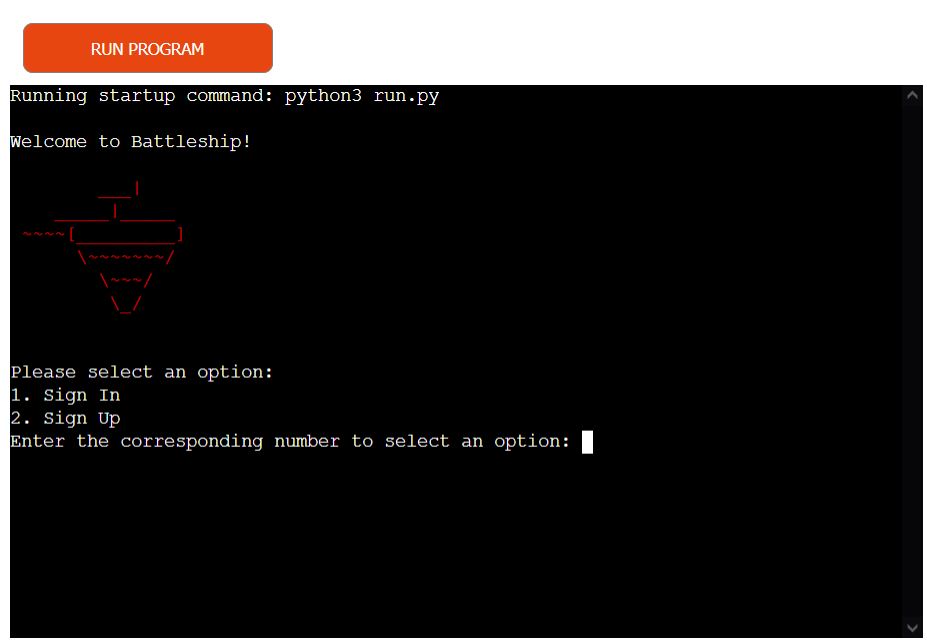 RUN PROGRAM
Running startup command: python3 run.py
Welcome to Battleship!
         ___|
    _____|_____
 ~~~~[_________]
      \~~~~~~~/
        \~~~/
         \_/
Please select an option:
1. Sign In
2. Sign Up
Enter the corresponding number to select an option: